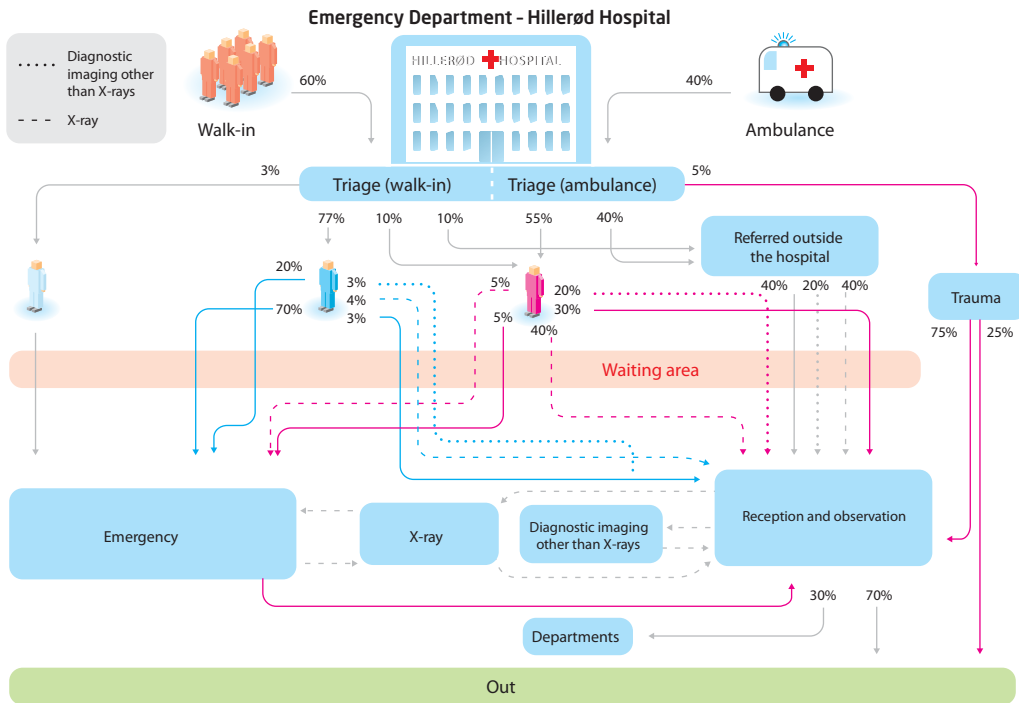 Emergency Department – Hillerød Hospital
Diagnostic
imaging other
than X-rays
X-ray
60%
Walk-in
HILLERØD HOSPITAL
40%
Ambulance
3%
Triage (walk-in)
Triage (ambulance)
5%
77%
10%
10%
55%
40%
Referred outside
the hospital
20%
3%
4%
70%
3%
5%
20%
30%
5%
40%
40%
20%
40%
Trauma
75%
25%
Waiting area
Emergency
X-ray
Diagnostic imaging
other than X-rays
Reception and observation
30%
70%
Departments
Out